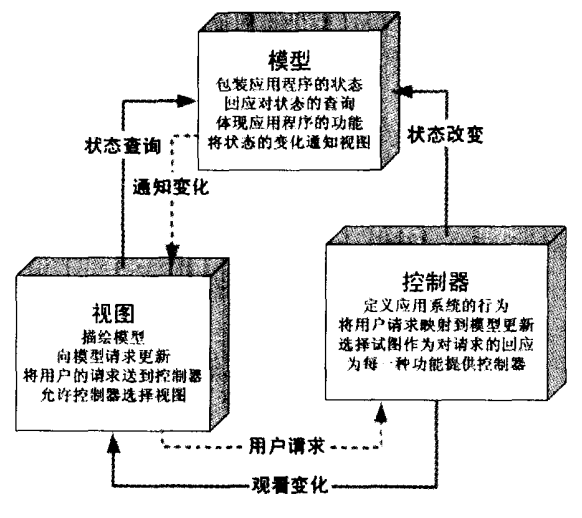 模型
包装应用程序的状态
回应对状态的查询
体现应用程序的功能
将状态的变化通知视图
状态查询
状态改变
通知变化
视图
描绘模型
向模型请求更新
将用户的请求送到控制器
允许控制器选择视图
控制器
定义应用系统的行为
将用户请求映射到模型更新
选择试图作为对请求的回应
为每一种功能提供控制器
用户请求
观看变化